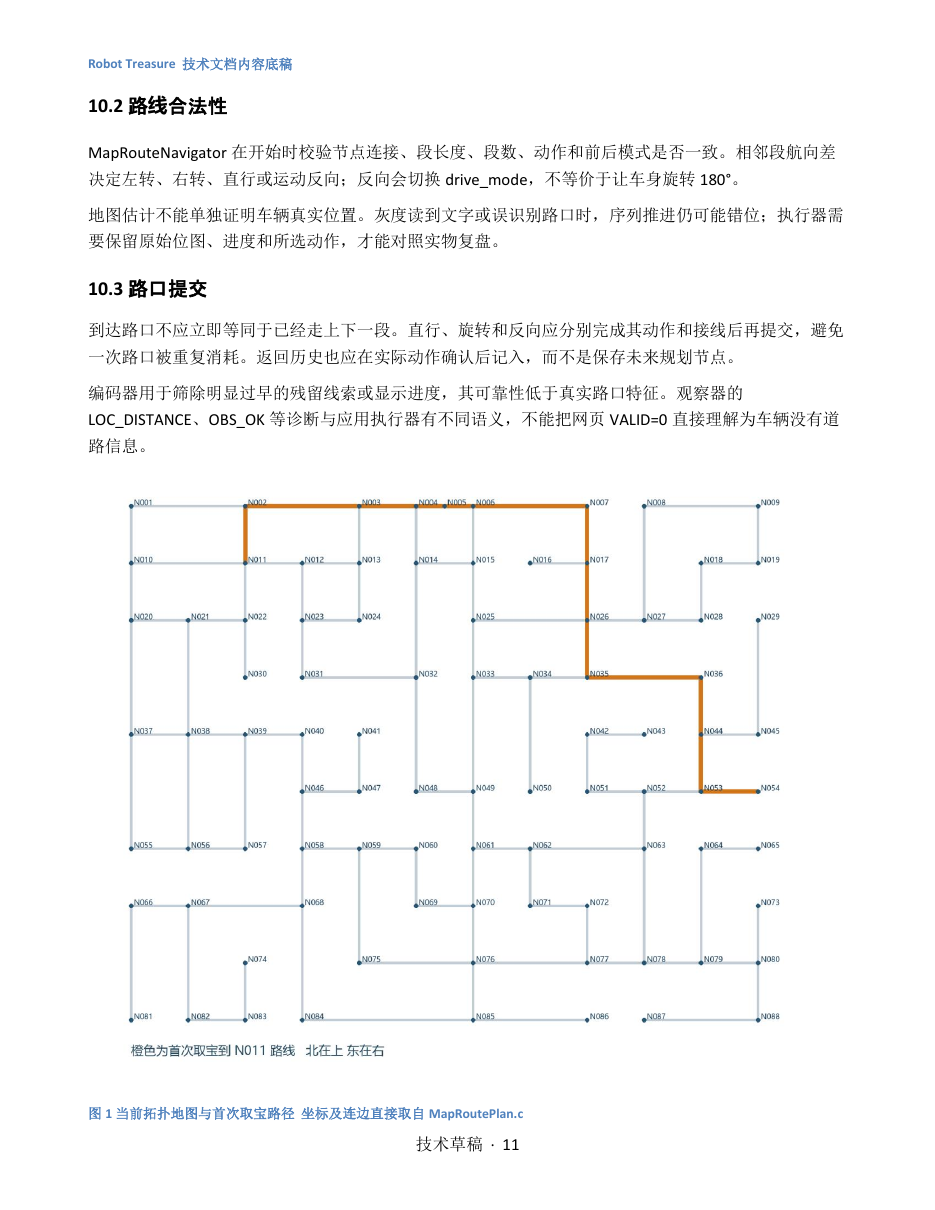 Robot Treasure 技术文档内容底稿
10.2 路线合法性
MapRouteNavigator 在开始时校验节点连接、段长度、段数、动作和前后模式是否一致。相邻段航向差
决定左转、右转、直行或运动反向；反向会切换 drive_mode，不等价于让车身旋转 180°。
地图估计不能单独证明车辆真实位置。灰度读到文字或误识别路口时，序列推进仍可能错位；执行器需
要保留原始位图、进度和所选动作，才能对照实物复盘。
10.3 路口提交
到达路口不应立即等同于已经走上下一段。直行、旋转和反向应分别完成其动作和接线后再提交，避免
一次路口被重复消耗。返回历史也应在实际动作确认后记入，而不是保存未来规划节点。
编码器用于筛除明显过早的残留线索或显示进度，其可靠性低于真实路口特征。观察器的
LOC_DISTANCE、OBS_OK 等诊断与应用执行器有不同语义，不能把网页 VALID=0 直接理解为车辆没有道
路信息。
N001 N002 N003 N004 N005 N006 N007 N008 N009
N010 N011 N012 N013 N014 N015 N016 N017 N018 N019
N020 N021 N022 N023 N024 N025 N026 N027 N028 N029
N030 N031 N032 N033 N034 N035 N036
N037 N038 N039 N040 N041 N042 N043 N044 N045
N046 N047 N048 N049 N050 N051 N052 N053 N054
N055 N056 N057 N058 N059 N060 N061 N062 N063 N064 N065
N066 N067 N068 N069 N070 N071 N072 N073
N074 N075 N076 N077 N078 N079 N080
N081 N082 N083 N084 N085 N086 N087 N088
橙色为首次取宝到 N011 路线 北在上 东在右
图 1 当前拓扑地图与首次取宝路径 坐标及连边直接取自 MapRoutePlan.c
技术草稿 · 11